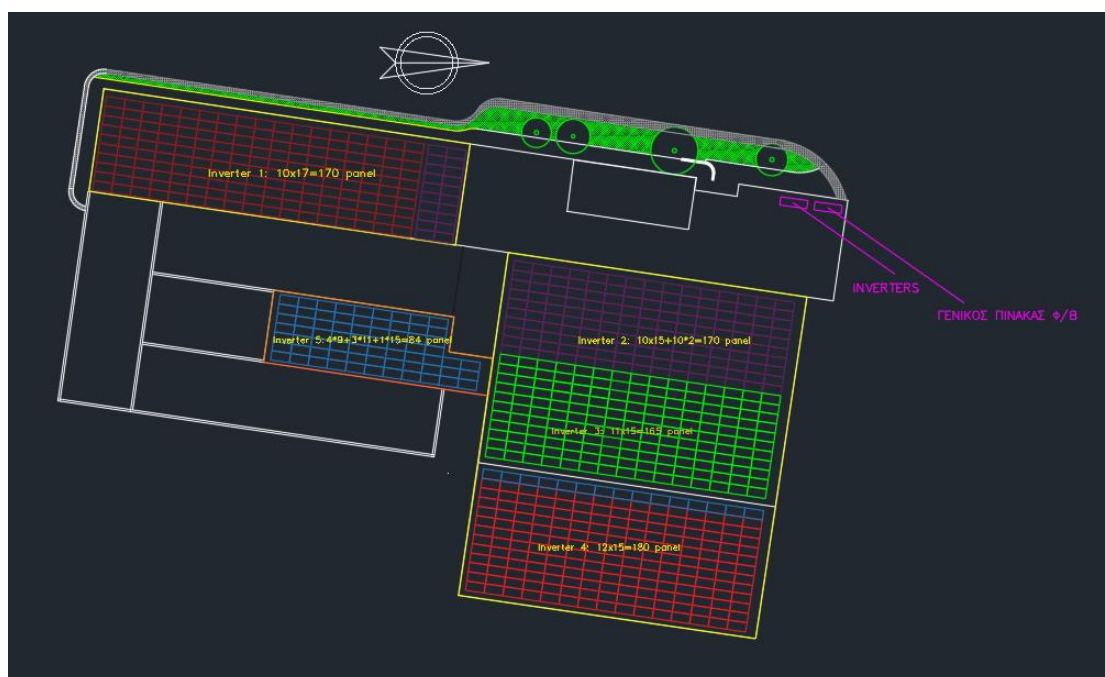 Inverter 1: 10x17=170 panel
INVERTERS
ΓΕΝΙΚΟΣ ΠΙΝΑΚΑΣ Φ/Β
Inverter 5:4*9+3*11+1*15=84 panel
Inverter 2: 10x15+10*2=170 panel
Inverter 3: 11x15=165 panel
Inverter 4: 12x15=180 panel